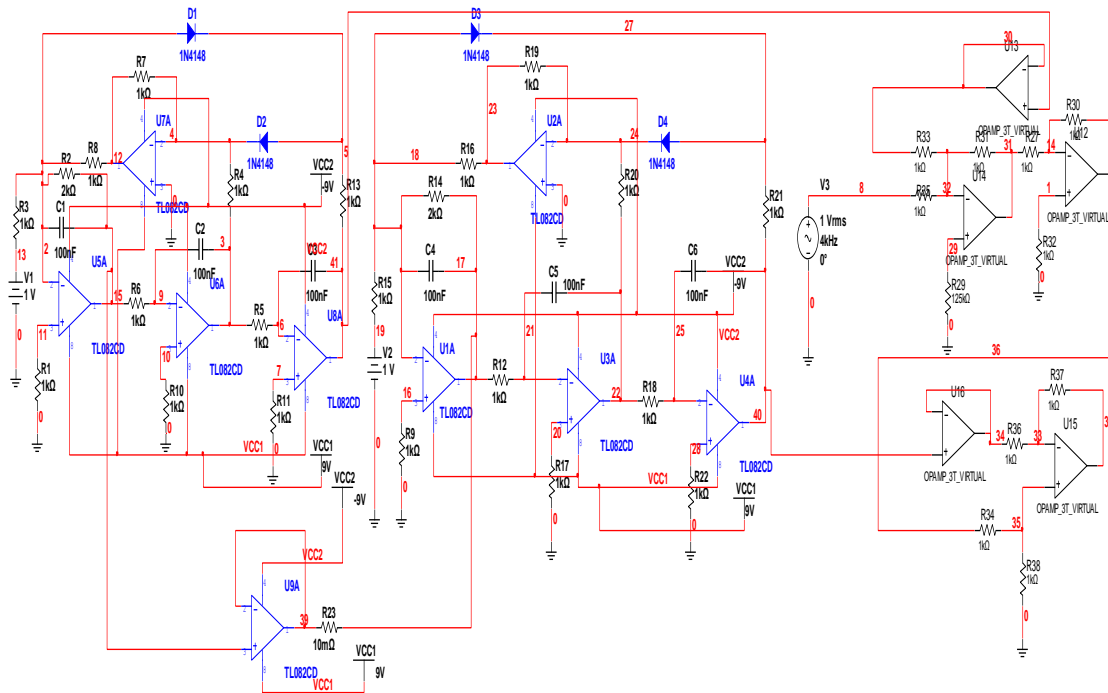 D1
1N4148
R7
1kΩ
U7A
TL082CD
D2
1N4148
R8
1kΩ
R2
2kΩ
R3
1kΩ
C1
100nF
V1
1 V
U5A
TL082CD
R1
1kΩ
R6
1kΩ
C2
100nF
U6A
TL082CD
R10
1kΩ
R4
1kΩ
R5
1kΩ
C3
100nF
U8A
TL082CD
R11
1kΩ
R13
1kΩ
VCC2
-9V
VCC2
VCC1
VCC1
9V
VCC2
-9V
U9A
TL082CD
VCC2
VCC1
VCC1
9V
R23
10mΩ
D3
1N4148
R19
1kΩ
U2A
TL082CD
D4
1N4148
R16
1kΩ
R14
2kΩ
R15
1kΩ
C4
100nF
V2
1 V
U1A
TL082CD
R9
1kΩ
R12
1kΩ
C5
100nF
U3A
TL082CD
R17
1kΩ
R20
1kΩ
R18
1kΩ
C6
100nF
U4A
TL082CD
R22
1kΩ
R21
1kΩ
VCC2
-9V
VCC2
VCC1
VCC1
9V
V3
1 Vrms
4kHz
0°
U13
OPAMP_3T_VIRTUAL
R33
1kΩ
R31
1kΩ
R27
1kΩ
R35
1kΩ
U14
OPAMP_3T_VIRTUAL
R29
125kΩ
R30
1kΩ
U12
OPAMP_3T_VIRTUAL
R32
1kΩ
U16
OPAMP_3T_VIRTUAL
R36
1kΩ
R37
1kΩ
U15
OPAMP_3T_VIRTUAL
R34
1kΩ
R38
1kΩ
13
2
11
12
4
15
9
10
3
6
7
41
5
39
27
23
24
18
17
19
16
21
20
22
25
28
40
8
30
31
32
29
14
1
36
34
33
35
0